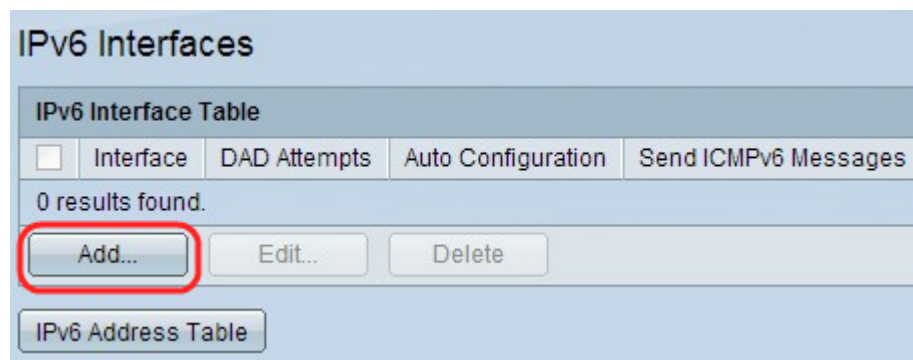 IPv6 Interfaces
IPv6 Interface Table
Interface DAD Attempts Auto Configuration Send ICMPv6 Messages
0 results found.
Add... Edit... Delete
IPv6 Address Table